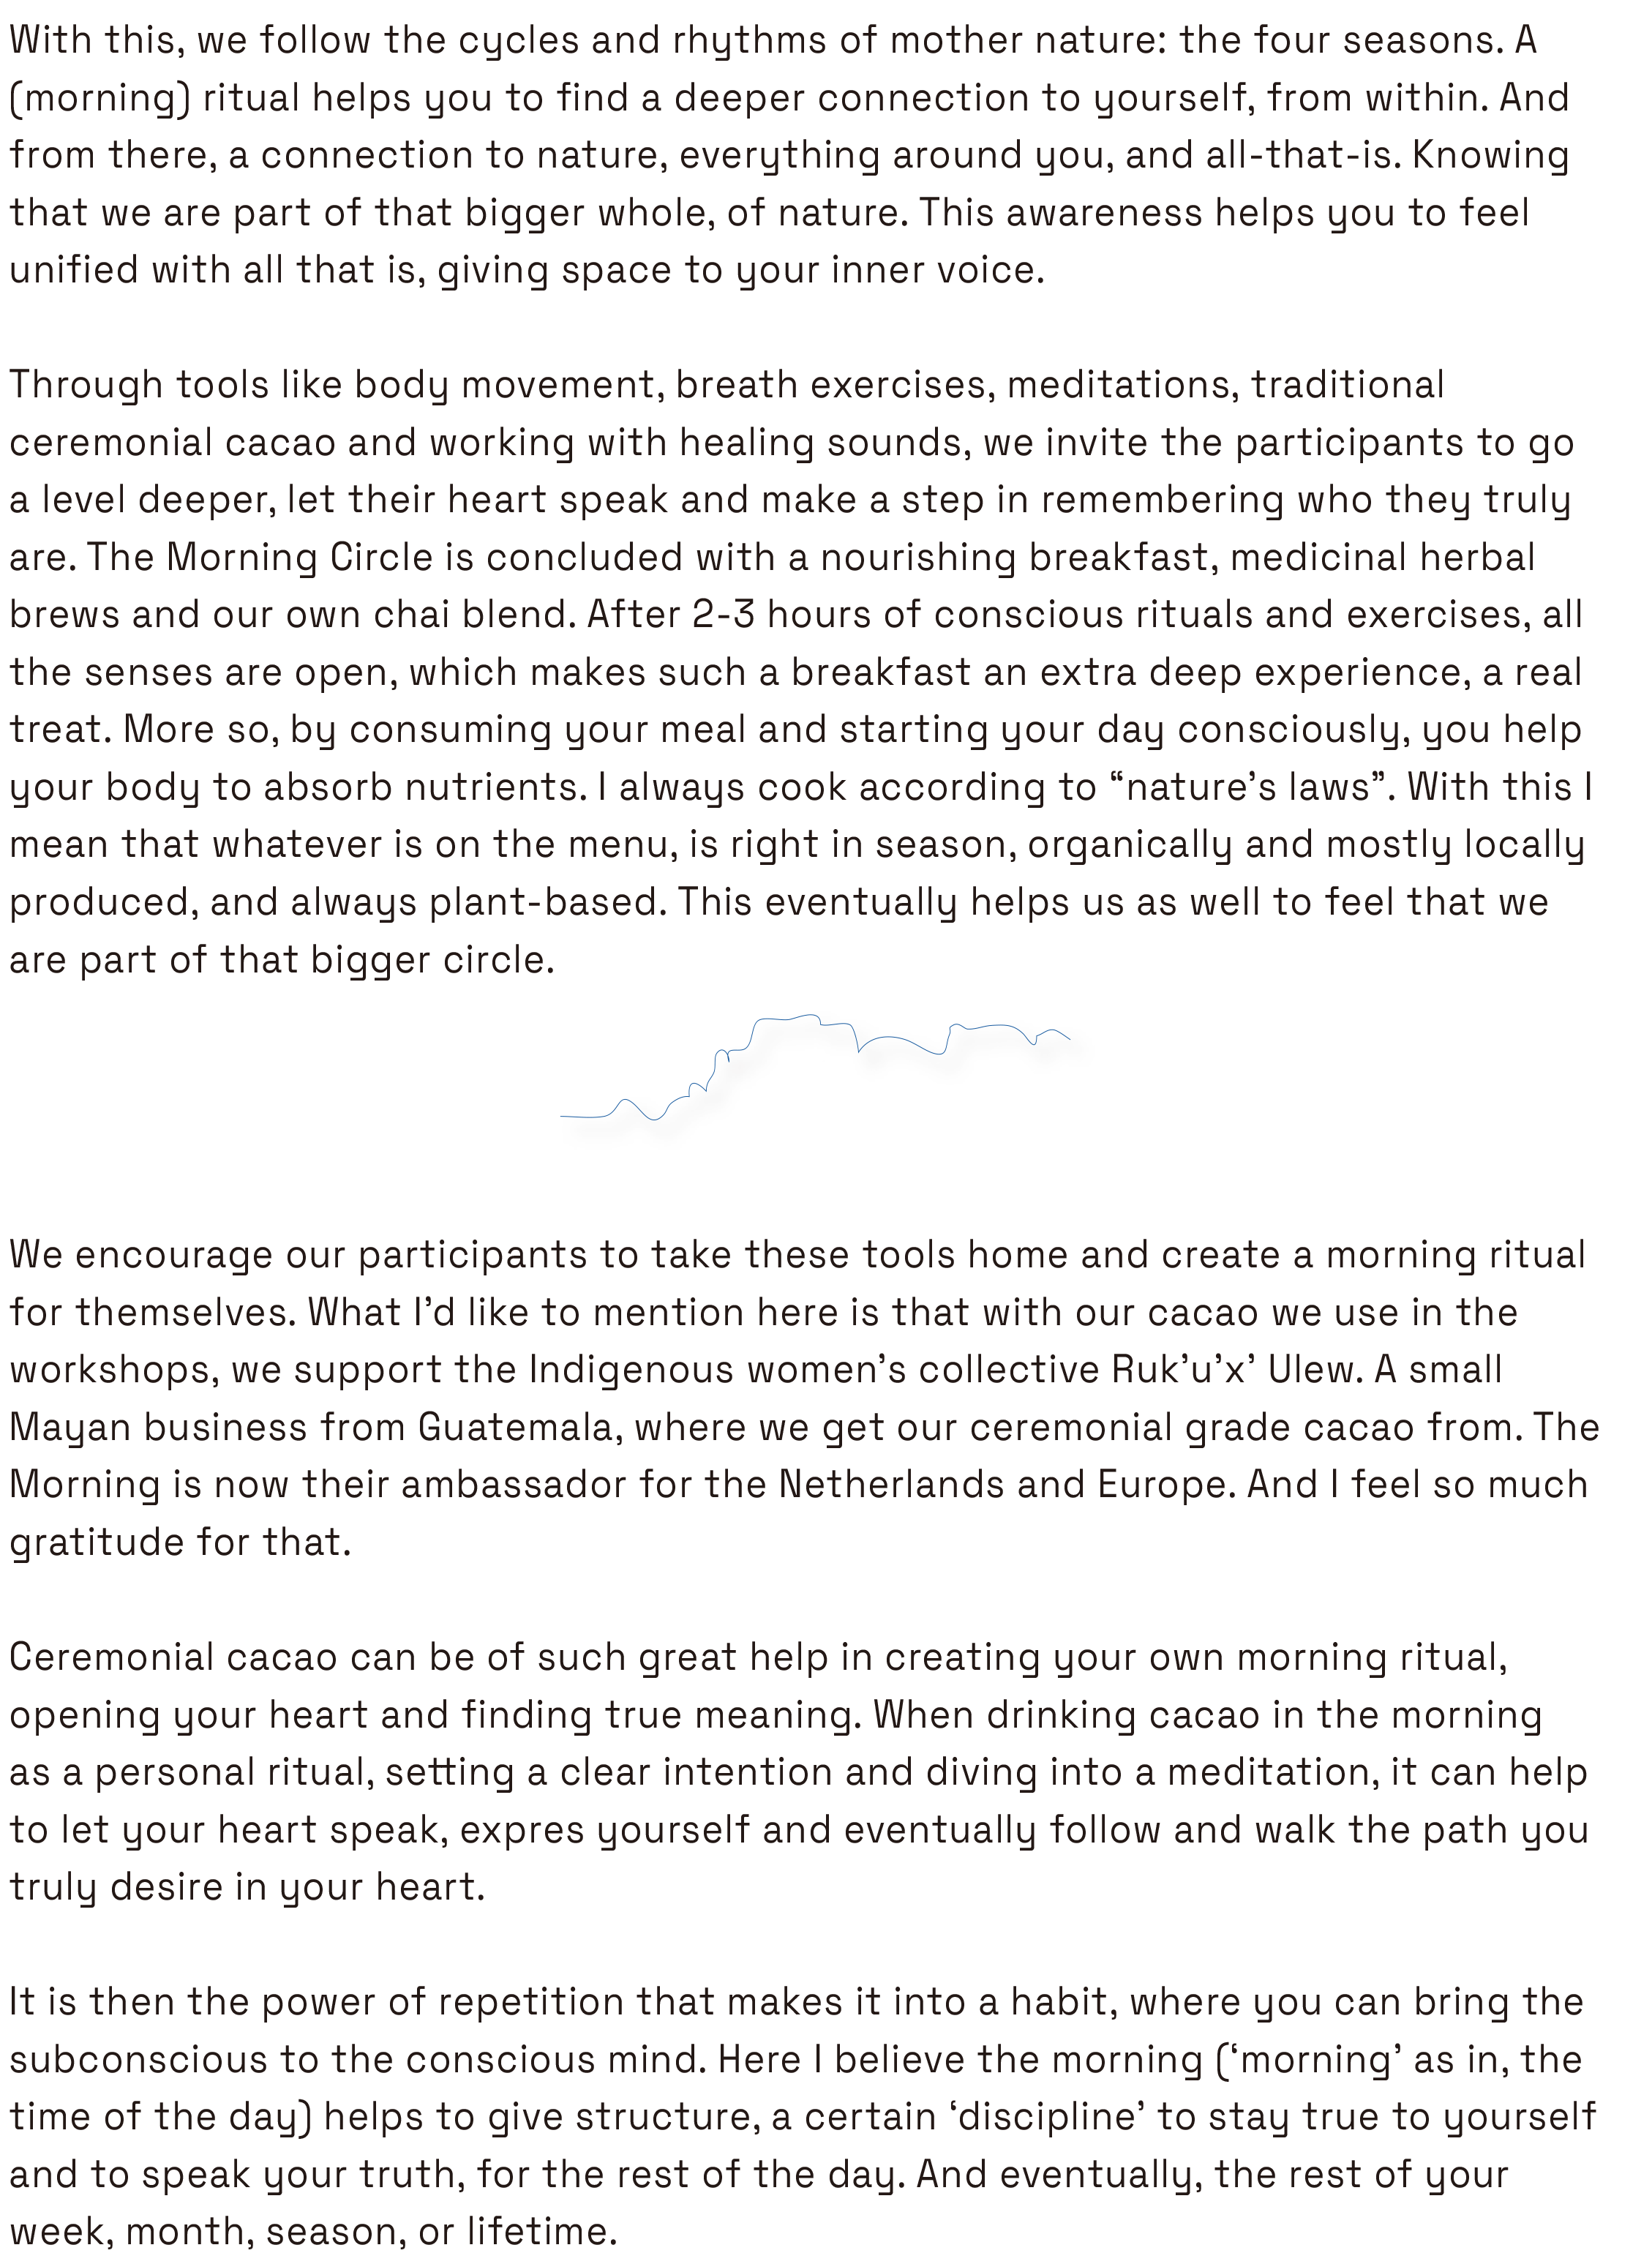 With this, we follow the cycles and rhythms of mother nature: the four seasons. A
(morning) ritual helps you to find a deeper connection to yourself, from within. And
from there, a connection to nature, everything around you, and all-that-is. Knowing
that we are part of that bigger whole, of nature. This awareness helps you to feel
unified with all that is, giving space to your inner voice.

Through tools like body movement, breath exercises, meditations, traditional
ceremonial cacao and working with healing sounds, we invite the participants to go
a level deeper, let their heart speak and make a step in remembering who they truly
are. The Morning Circle is concluded with a nourishing breakfast, medicinal herbal
brews and our own chai blend. After 2-3 hours of conscious rituals and exercises, all
the senses are open, which makes such a breakfast an extra deep experience, a real
treat. More so, by consuming your meal and starting your day consciously, you help
your body to absorb nutrients. I always cook according to “nature’s laws”. With this I
mean that whatever is on the menu, is right in season, organically and mostly locally
produced, and always plant-based. This eventually helps us as well to feel that we
are part of that bigger circle.

We encourage our participants to take these tools home and create a morning ritual
for themselves. What I’d like to mention here is that with our cacao we use in the
workshops, we support the Indigenous women’s collective Ruk’u’x’ Ulew. A small
Mayan business from Guatemala, where we get our ceremonial grade cacao from. The
Morning is now their ambassador for the Netherlands and Europe. And I feel so much
gratitude for that.

Ceremonial cacao can be of such great help in creating your own morning ritual,
opening your heart and finding true meaning. When drinking cacao in the morning
as a personal ritual, setting a clear intention and diving into a meditation, it can help
to let your heart speak, expres yourself and eventually follow and walk the path you
truly desire in your heart.

It is then the power of repetition that makes it into a habit, where you can bring the
subconscious to the conscious mind. Here I believe the morning (‘morning’ as in, the
time of the day) helps to give structure, a certain ‘discipline’ to stay true to yourself
and to speak your truth, for the rest of the day. And eventually, the rest of your
week, month, season, or lifetime.